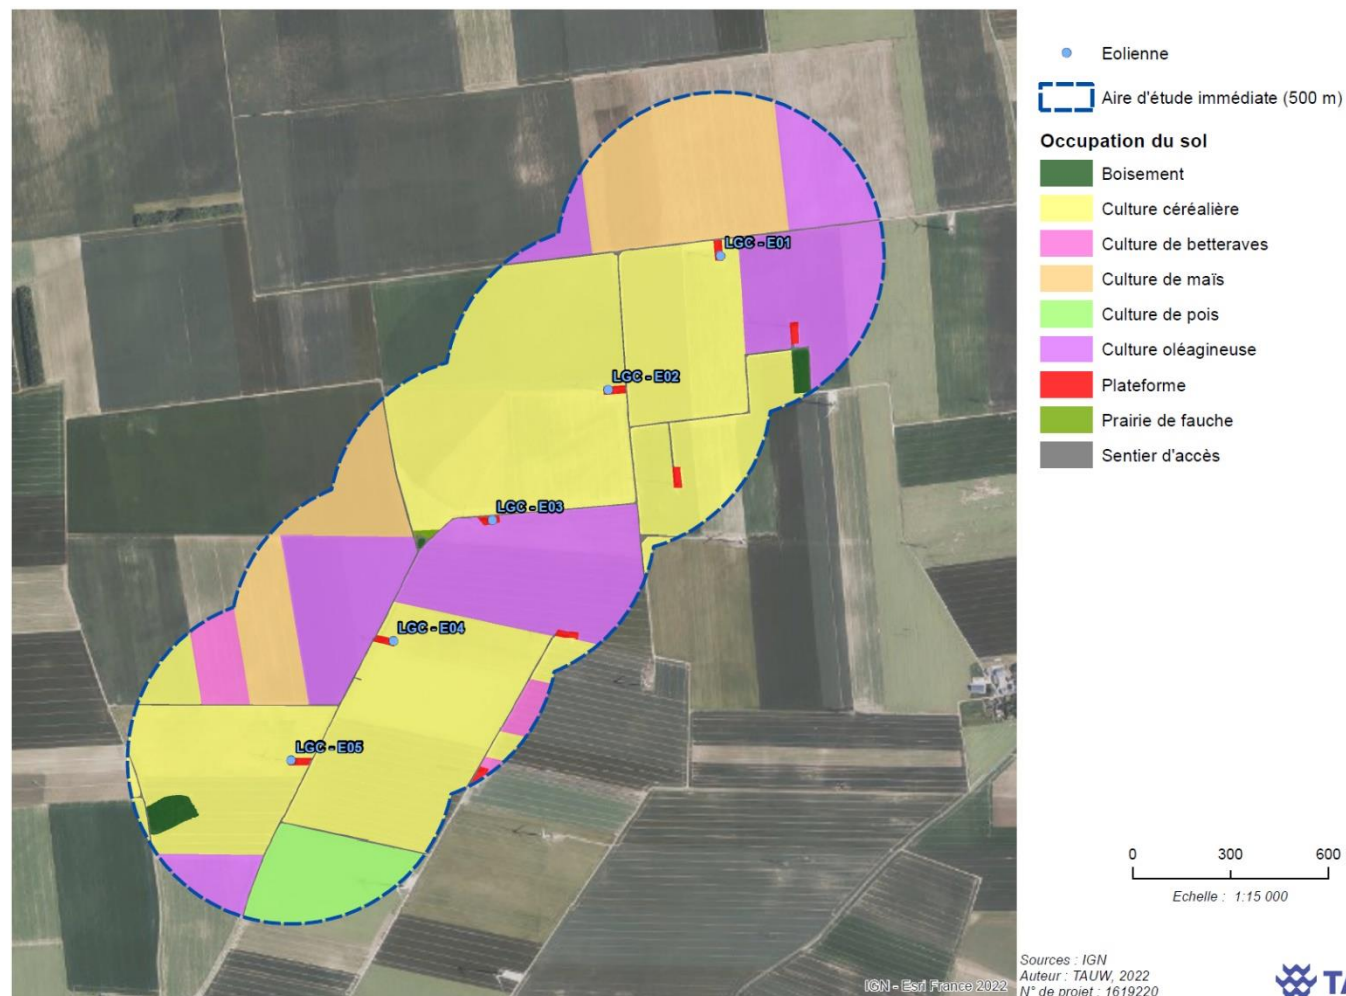 Eolienne
Aire d'étude immédiate (500 m)
Occupation du sol
Boisement
Culture céréalière
Culture de betteraves
Culture de maïs
Culture de pois
Culture oléagineuse
Plateforme
Prairie de fauche
Sentier d'accès
LGC - E01
LGC - E02
LGC - E03
LGC - E04
LGC - E05
0 300 600
Echelle : 1:15 000
IGN - Esri France 2022
Sources : IGN
Auteur : TAUW, 2022
N° de projet : 1619220